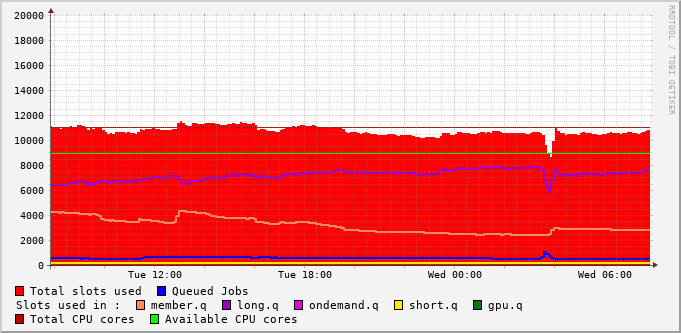 20000
18000
16000
14000
12000
10000
8000
6000
4000
2000
0
Tue 12:00 Tue 18:00 Wed 00:00 Wed 06:00
RRDTOOL / TOBI OETIKER
Total slots used Queued Jobs
Slots used in : member.q long.q ondemand.q short.q gpu.q
Total CPU cores Available CPU cores